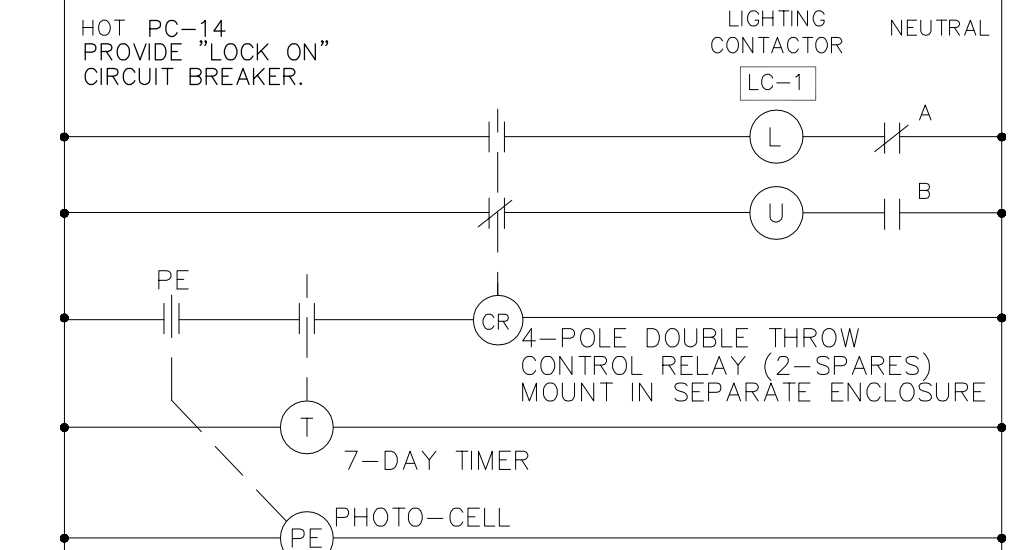 HOT PC-14
PROVIDE "LOCK ON"
CIRCUIT BREAKER.
LIGHTING
CONTACTOR
LC-1
NEUTRAL
L
A
U
B
PE
CR
4-POLE DOUBLE THROW
CONTROL RELAY (2-SPARES)
MOUNT IN SEPARATE ENCLOSURE
T
7-DAY TIMER
PHOTO-CELL
PE